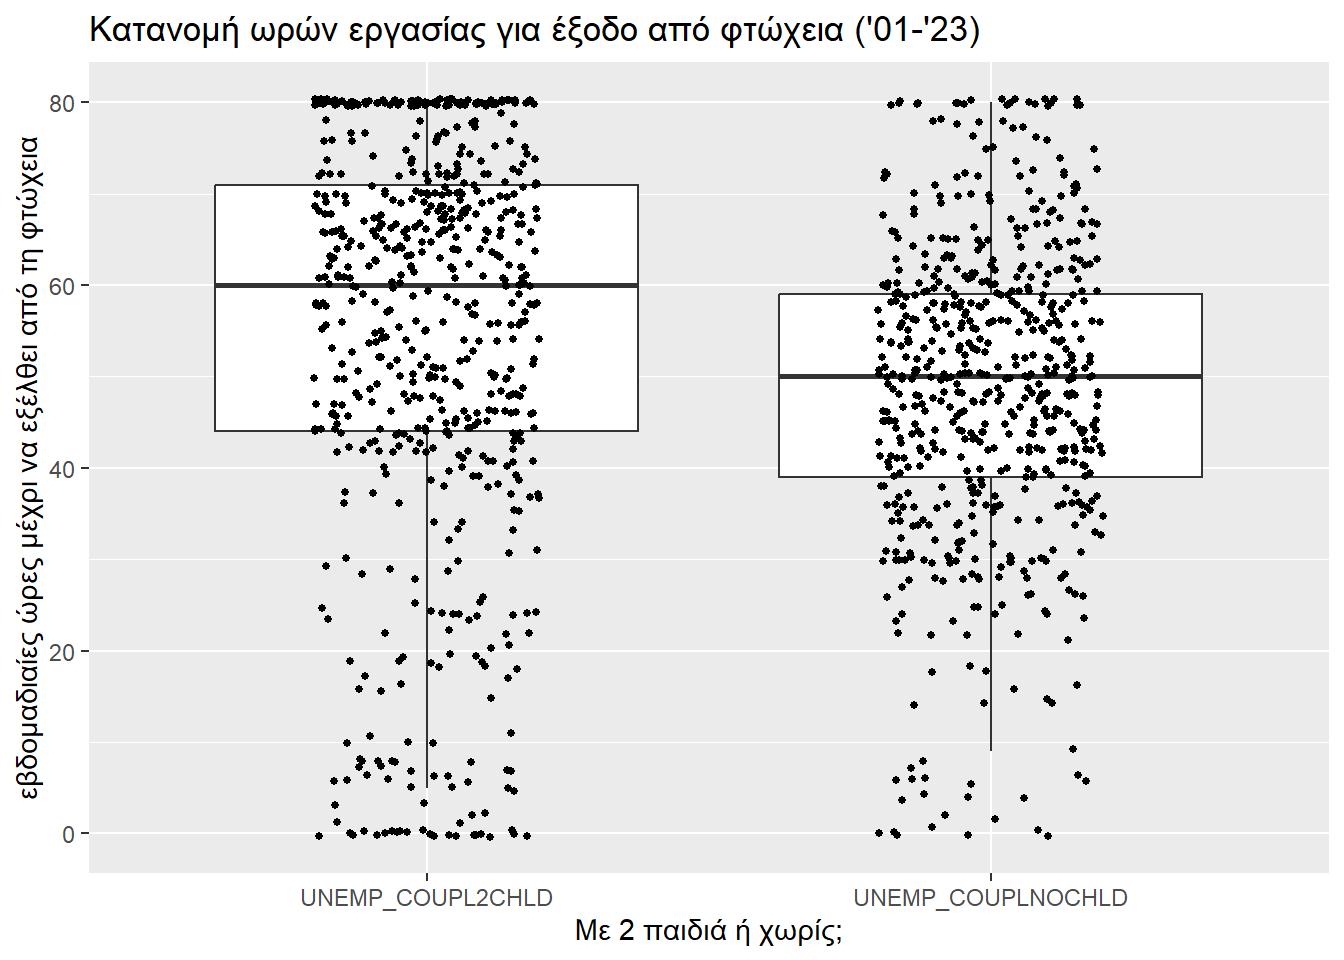 Κατανομή ωρών εργασίας για έξοδο από φτώχεια ('01-'23)
εβδομαδιαίες ώρες μέχρι να εξέλθει από τη φτώχεια
80
60
40
20
0
UNEMP_COUPL2CHLD
UNEMP_COUPLNOCHLD
Με 2 παιδιά ή χωρίς;